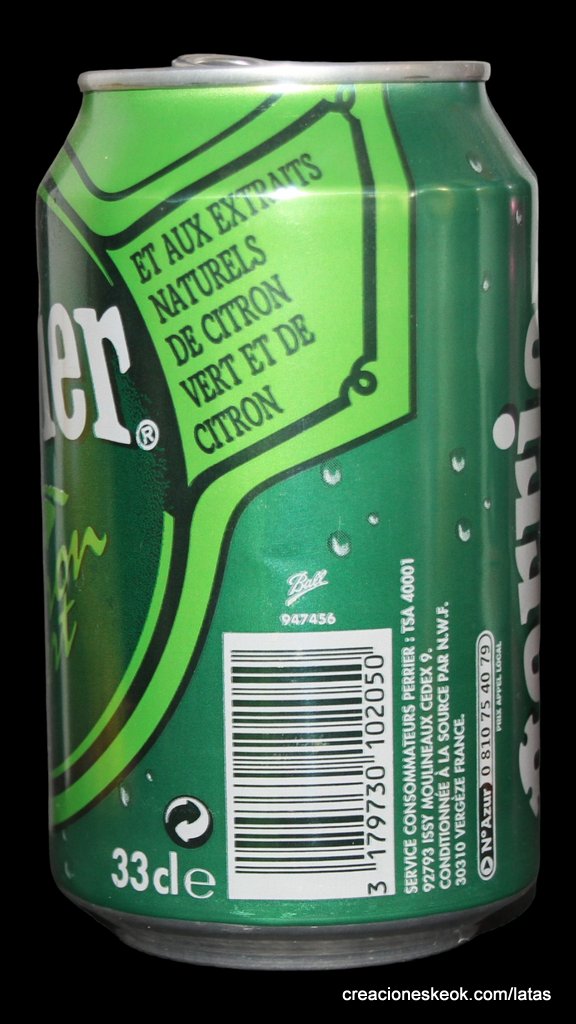 ET AUX EXTRAITS
NATURELS
DE CITRON
VERT ET DE
CITRON
er®
Ball
947456
33cl e
3 179730 102050
SERVICE CONSOMMATEURS PERRIER : TSA 40001
92793 ISSY MOULINEAUX CEDEX 9.
CONDITIONNÉE À LA SOURCE PAR N.W.F.
30310 VERGÈZE FRANCE.
N°Azur 0 810 75 40 79
PRIX APPEL LOCAL
perrie
creacioneskeok.com/latas